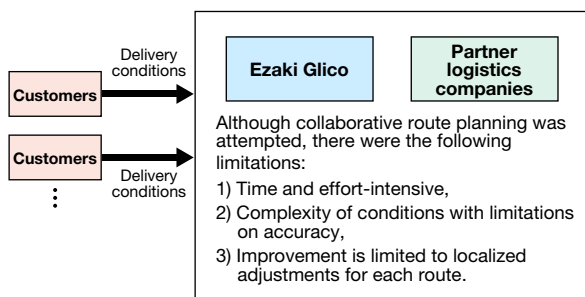 Delivery
conditions
Customers
Customers
Delivery
conditions
Ezaki Glico
Partner
logistics
companies
Although collaborative route planning was
attempted, there were the following
limitations:
1) Time and effort-intensive,
2) Complexity of conditions with limitations
on accuracy,
3) Improvement is limited to localized
adjustments for each route.